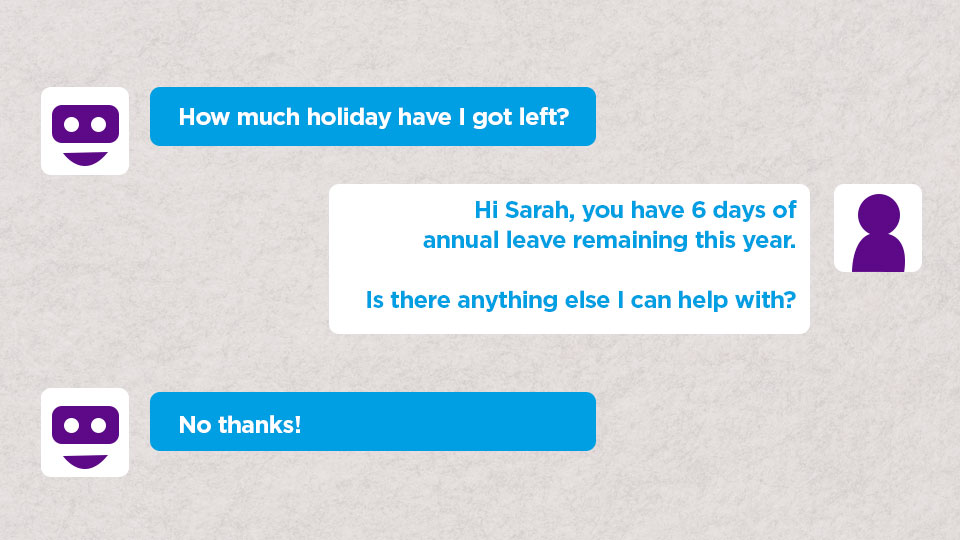 How much holiday have I got left?
Hi Sarah, you have 6 days of
annual leave remaining this year.
Is there anything else I can help with?
No thanks!